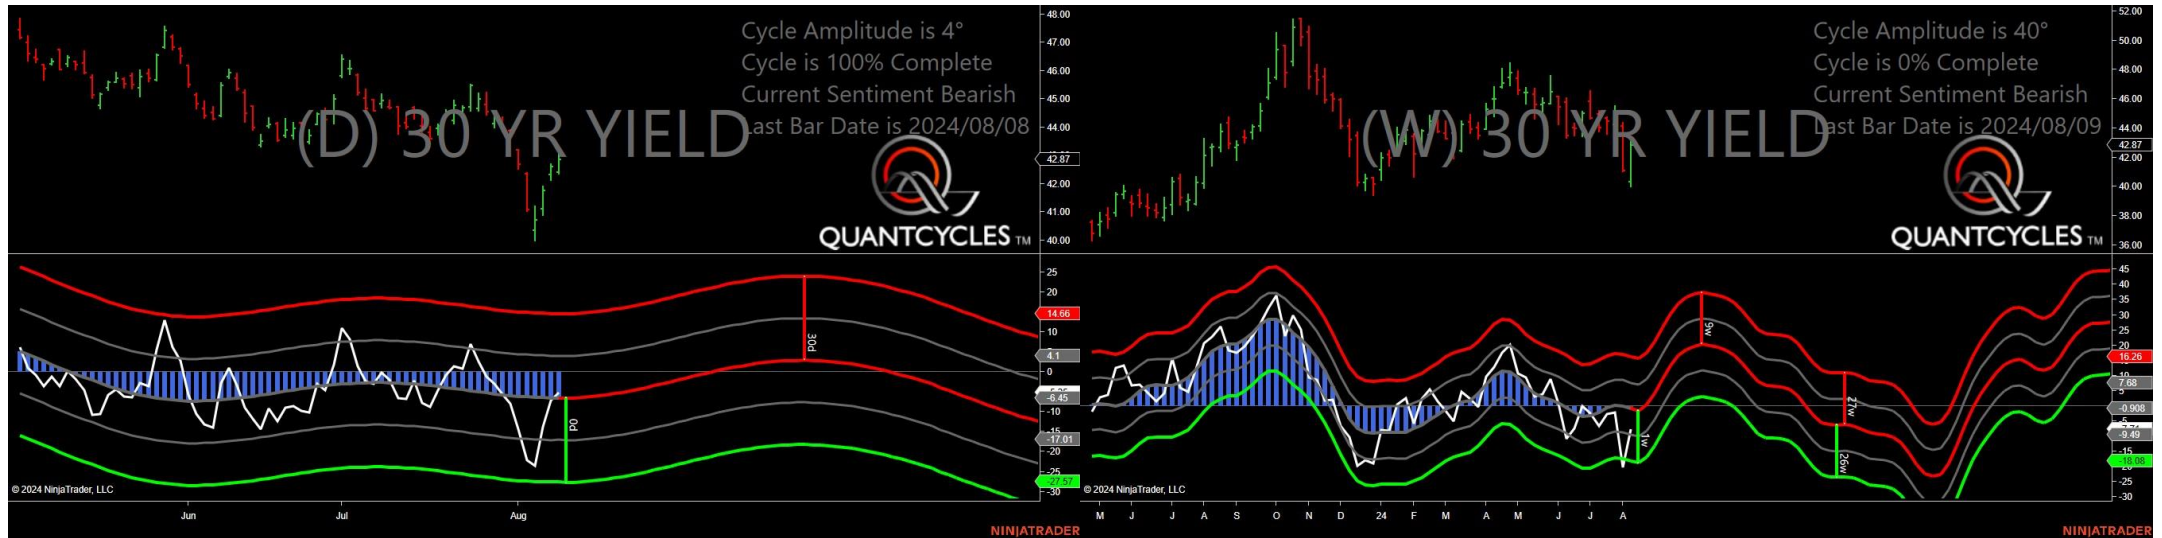 Cycle Amplitude is 4°
Cycle is 100% Complete
Current Sentiment Bearish
Last Bar Date is 2024/08/08
(D) 30 YR YIELD
QUANTCYCLES TM
48.00
47.00
46.00
45.00
44.00
42.87
42.00
41.00
40.00
25
20
14.66
10
4.1
0
-6.45
-10
-15
-17.01
-20
-25
-27.57
-30
30d
0d
© 2024 NinjaTrader, LLC
Jun Jul Aug
NINJATRADER
Cycle Amplitude is 40°
Cycle is 0% Complete
Current Sentiment Bearish
Last Bar Date is 2024/08/09
(W) 30 YR YIELD
QUANTCYCLES TM
52.00
50.00
48.00
46.00
44.00
42.87
42.00
40.00
38.00
36.00
45
40
35
30
25
20
16.26
10
7.68
5
-0.908
-9.49
-15
-18.08
-25
-30
9w
27w
1w
26w
© 2024 NinjaTrader, LLC
M J J A S O N D 24 F M A M J J A
NINJATRADER